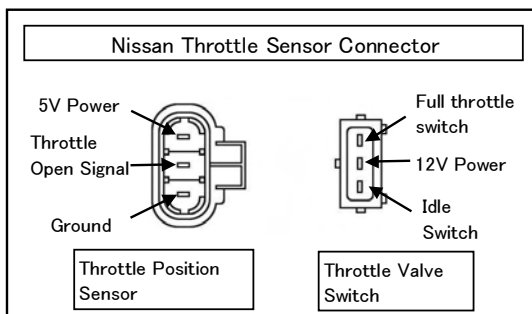 Nissan Throttle Sensor Connector
5V Power
Throttle
Open Signal
Ground
Throttle Position
Sensor
Full throttle
switch
12V Power
Idle
Switch
Throttle Valve
Switch